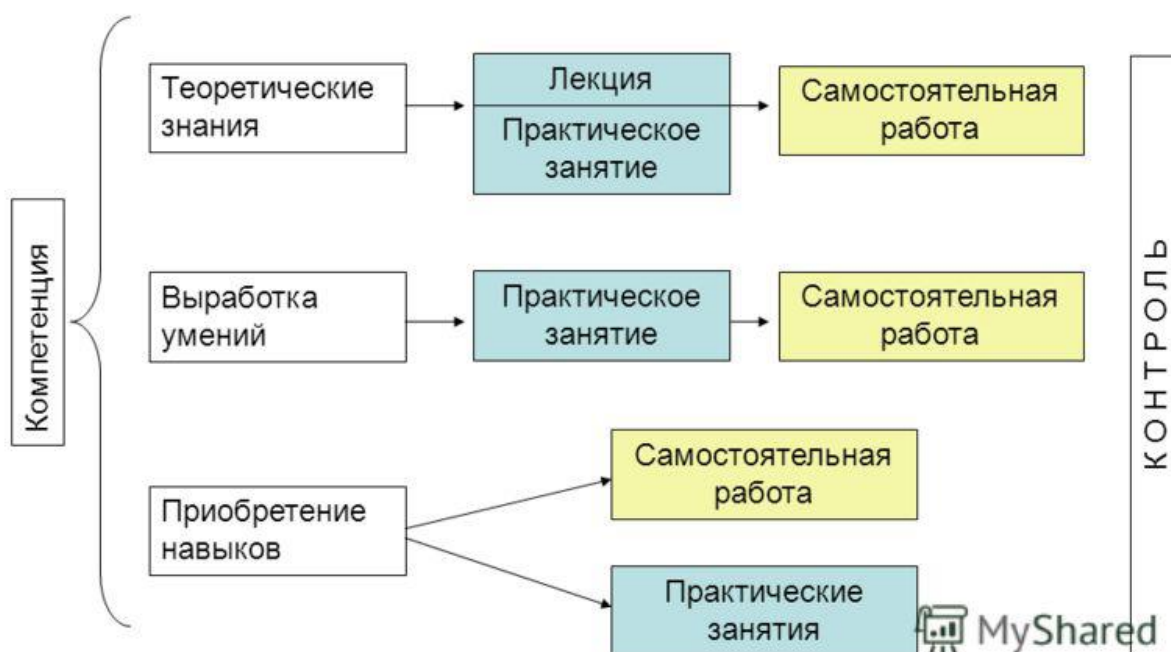 Компетенция
Теоретические
знания
Лекция
Практическое
занятие
Самостоятельная
работа
Выработка
умений
Практическое
занятие
Самостоятельная
работа
Приобретение
навыков
Самостоятельная
работа
Практические
занятия
КОНТРОЛЬ
MyShared